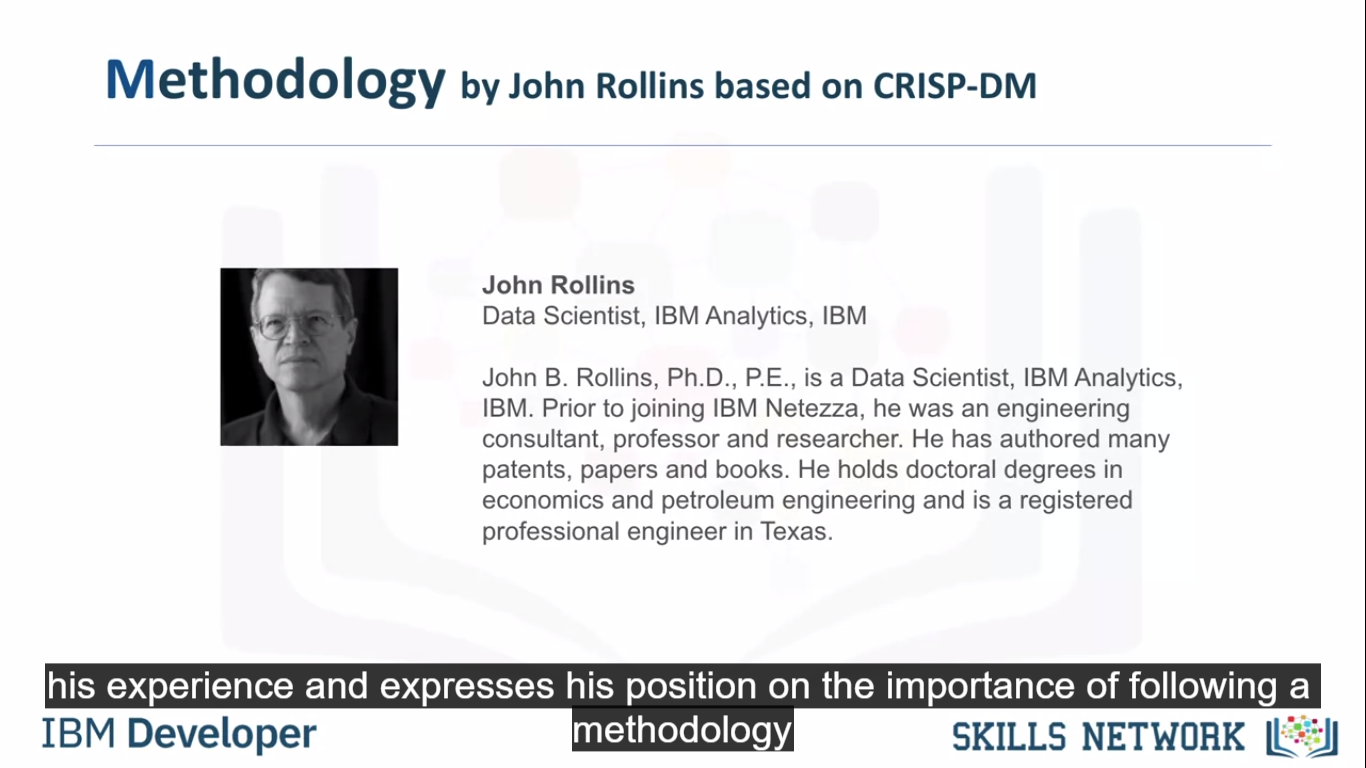 Methodology by John Rollins based on CRISP-DM
John Rollins
Data Scientist, IBM Analytics, IBM
John B. Rollins, Ph.D., P.E., is a Data Scientist, IBM Analytics,
IBM. Prior to joining IBM Netezza, he was an engineering
consultant, professor and researcher. He has authored many
patents, papers and books. He holds doctoral degrees in
economics and petroleum engineering and is a registered
professional engineer in Texas.
his experience and expresses his position on the importance of following a
methodology
IBM Developer
SKILLS NETWORK